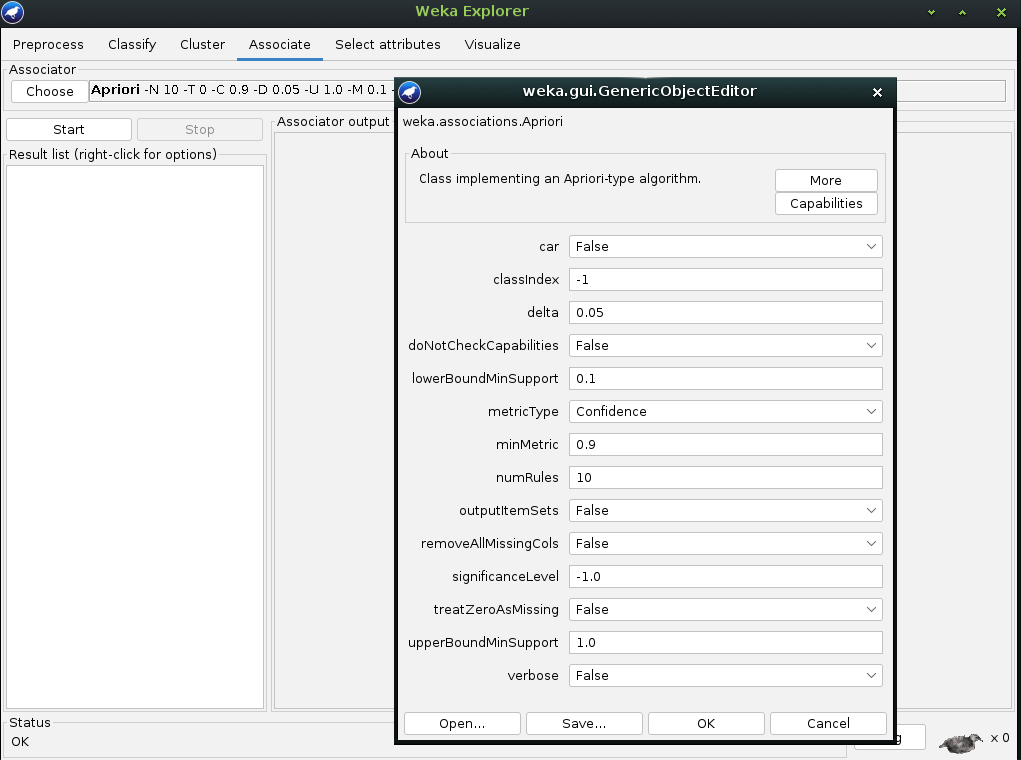 Weka Explorer
Preprocess Classify Cluster Associate Select attributes Visualize
Associator
Choose Apriori -N 10 -T 0 -C 0.9 -D 0.05 -U 1.0 -M 0.1
Start Stop
Result list (right-click for options)
Associator output
weka.gui.GenericObjectEditor
weka.associations.Apriori
About
Class implementing an Apriori-type algorithm.
More
Capabilities
car False
classIndex -1
delta 0.05
doNotCheckCapabilities False
lowerBoundMinSupport 0.1
metricType Confidence
minMetric 0.9
numRules 10
outputItemSets False
removeAllMissingCols False
significanceLevel -1.0
treatZeroAsMissing False
upperBoundMinSupport 1.0
verbose False
Open... Save... OK Cancel
Status
OK
x 0